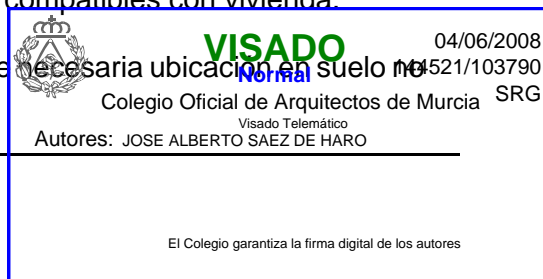 compatibles con vivienda.
VISADO
04/06/2008
necesaria ubicación en suelo no
Normal
144521/103790
Colegio Oficial de Arquitectos de Murcia
SRG
Visado Telemático
Autores: JOSE ALBERTO SAEZ DE HARO
El Colegio garantiza la firma digital de los autores